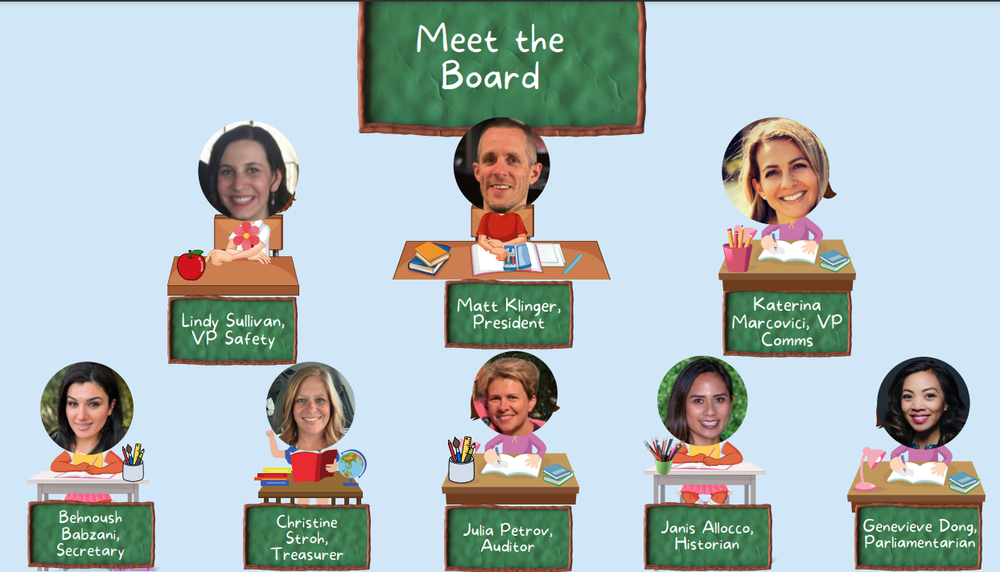 Meet the
Board
Lindy Sullivan,
VP Safety
Matt Klinger,
President
Katerina
Marcovici, VP
Comms
Behnoush
Babzani,
Secretary
Christine
Stroh,
Treasurer
Julia Petrov,
Auditor
Janis Allocco,
Historian
Genevieve Dong,
Parliamentarian